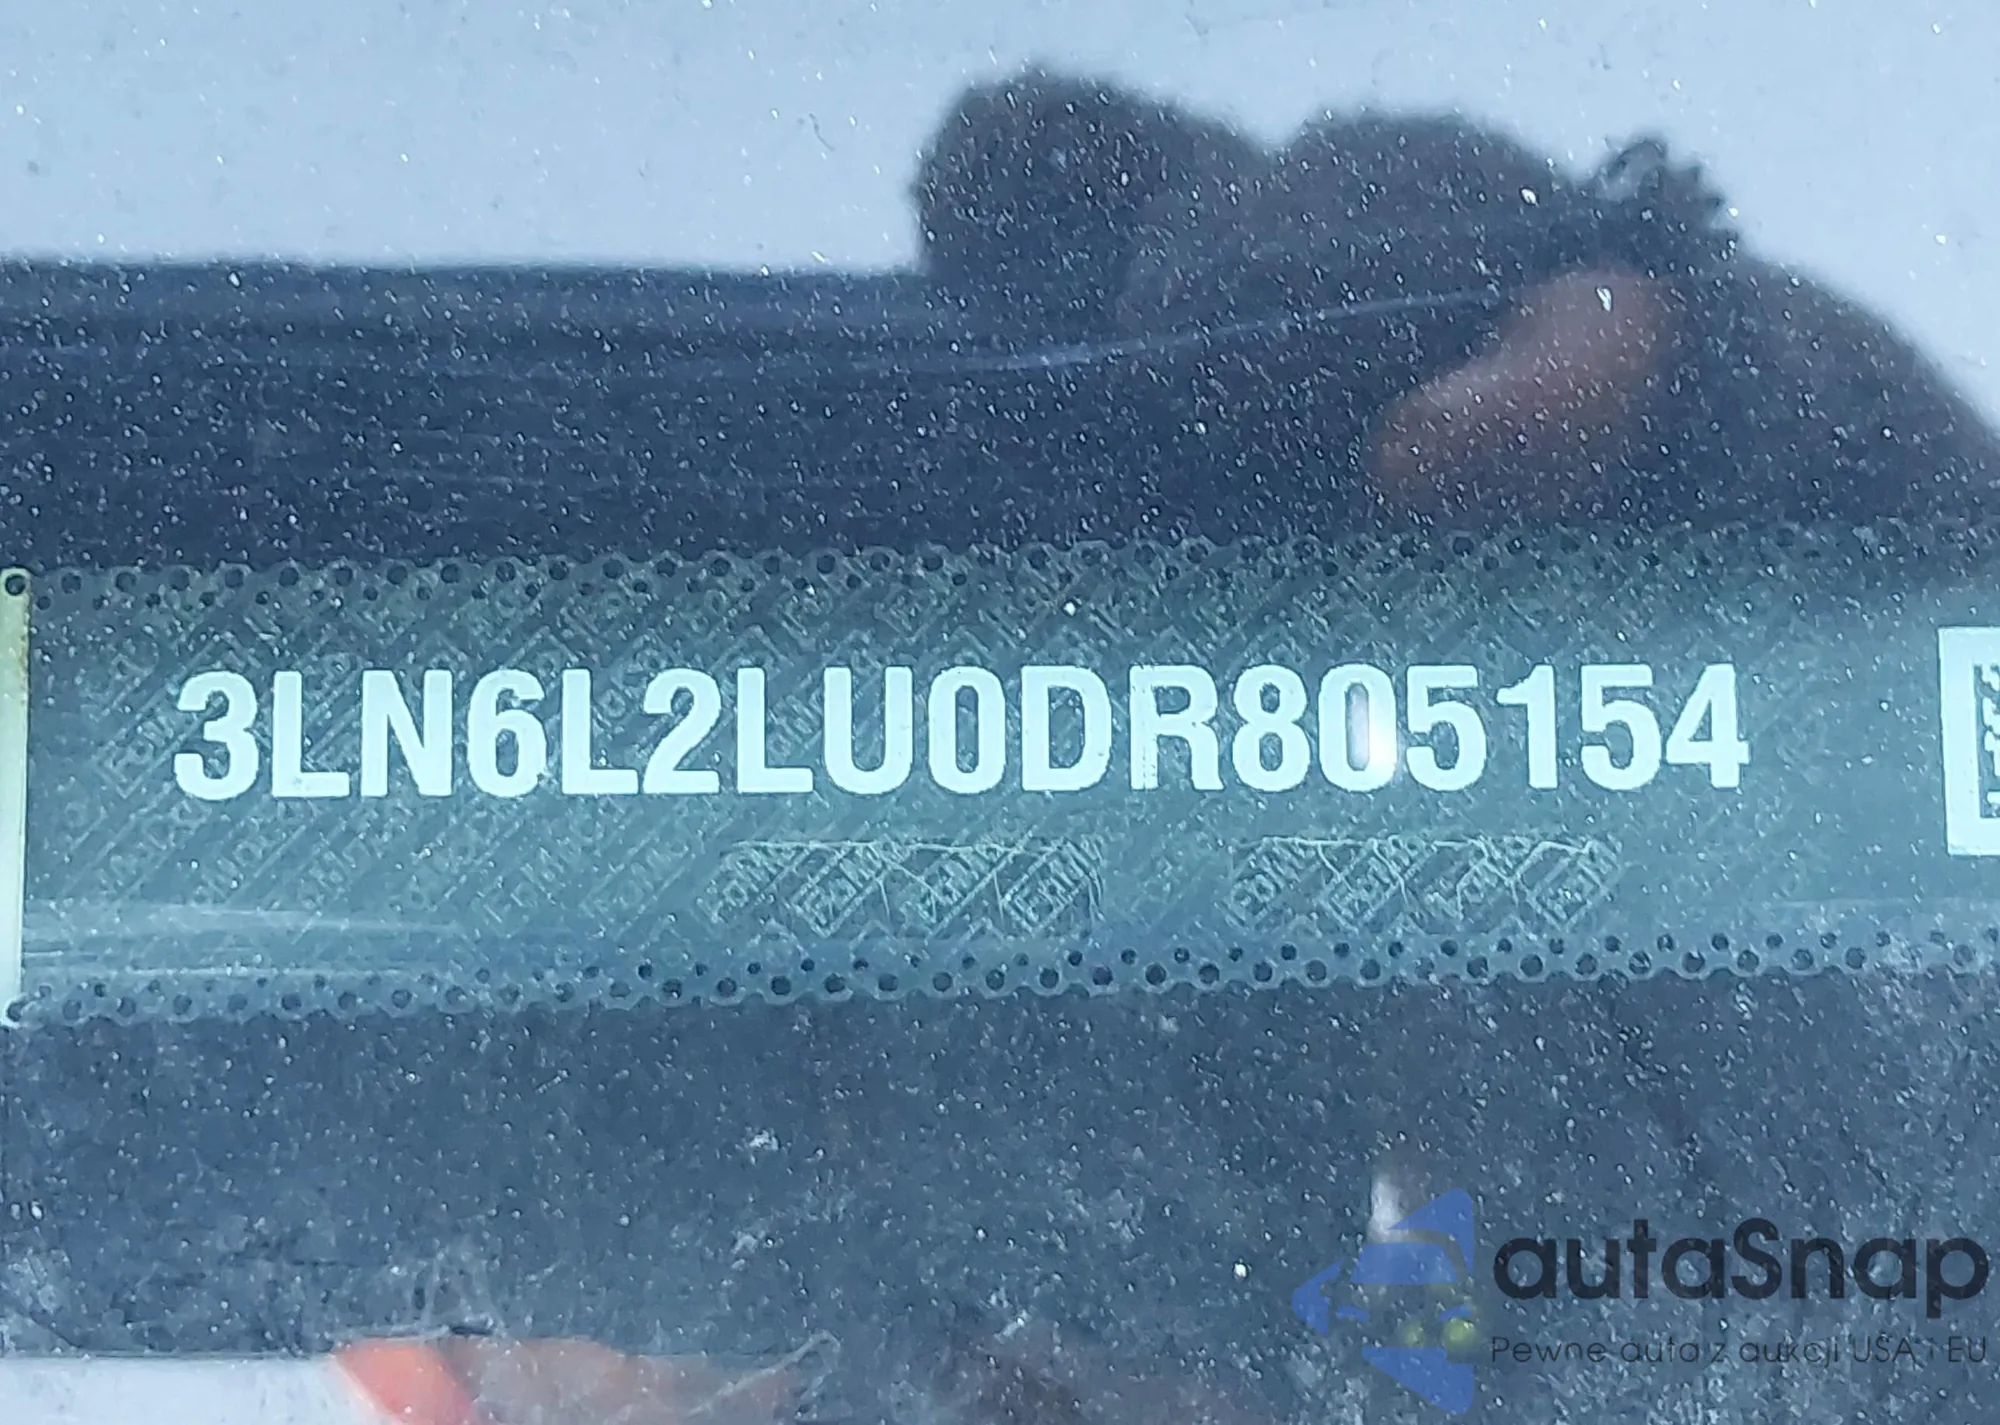 3LN6L2LU0DR805154
autaSnap
Pewne auta z aukcji USA i EU